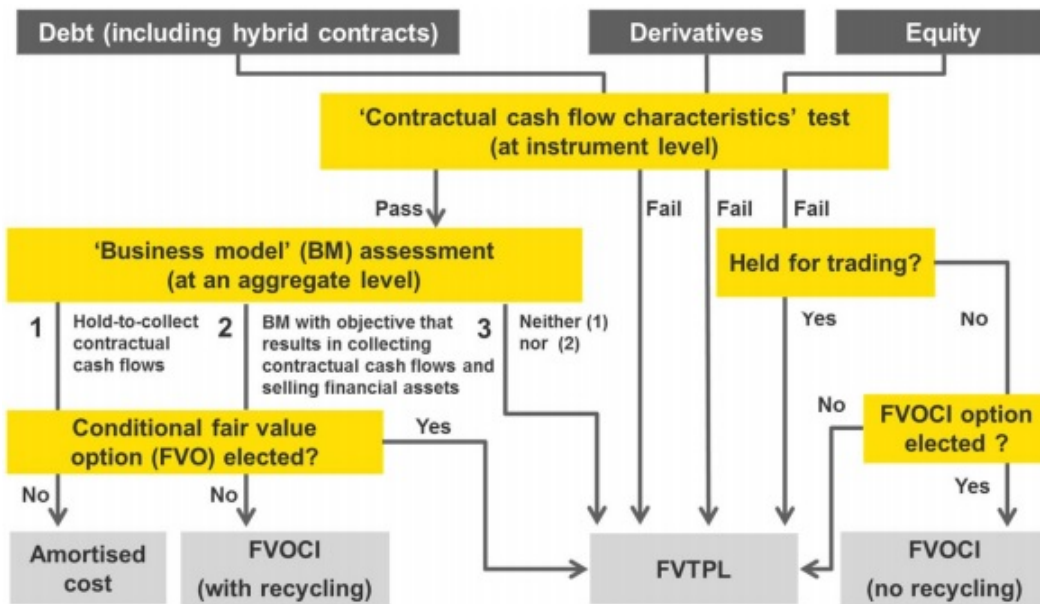 Debt (including hybrid contracts)
Derivatives
Equity
‘Contractual cash flow characteristics’ test
(at instrument level)
Pass
Fail
Fail
Fail
‘Business model’ (BM) assessment
(at an aggregate level)
Held for trading?
1
Hold-to-collect
contractual
cash flows
2
BM with objective that
results in collecting
contractual cash flows and
selling financial assets
3
Neither (1)
nor (2)
Yes
No
Conditional fair value
option (FVO) elected?
Yes
No
FVOCI option
elected ?
No
No
Yes
Amortised
cost
FVOCI
(with recycling)
FVTPL
FVOCI
(no recycling)